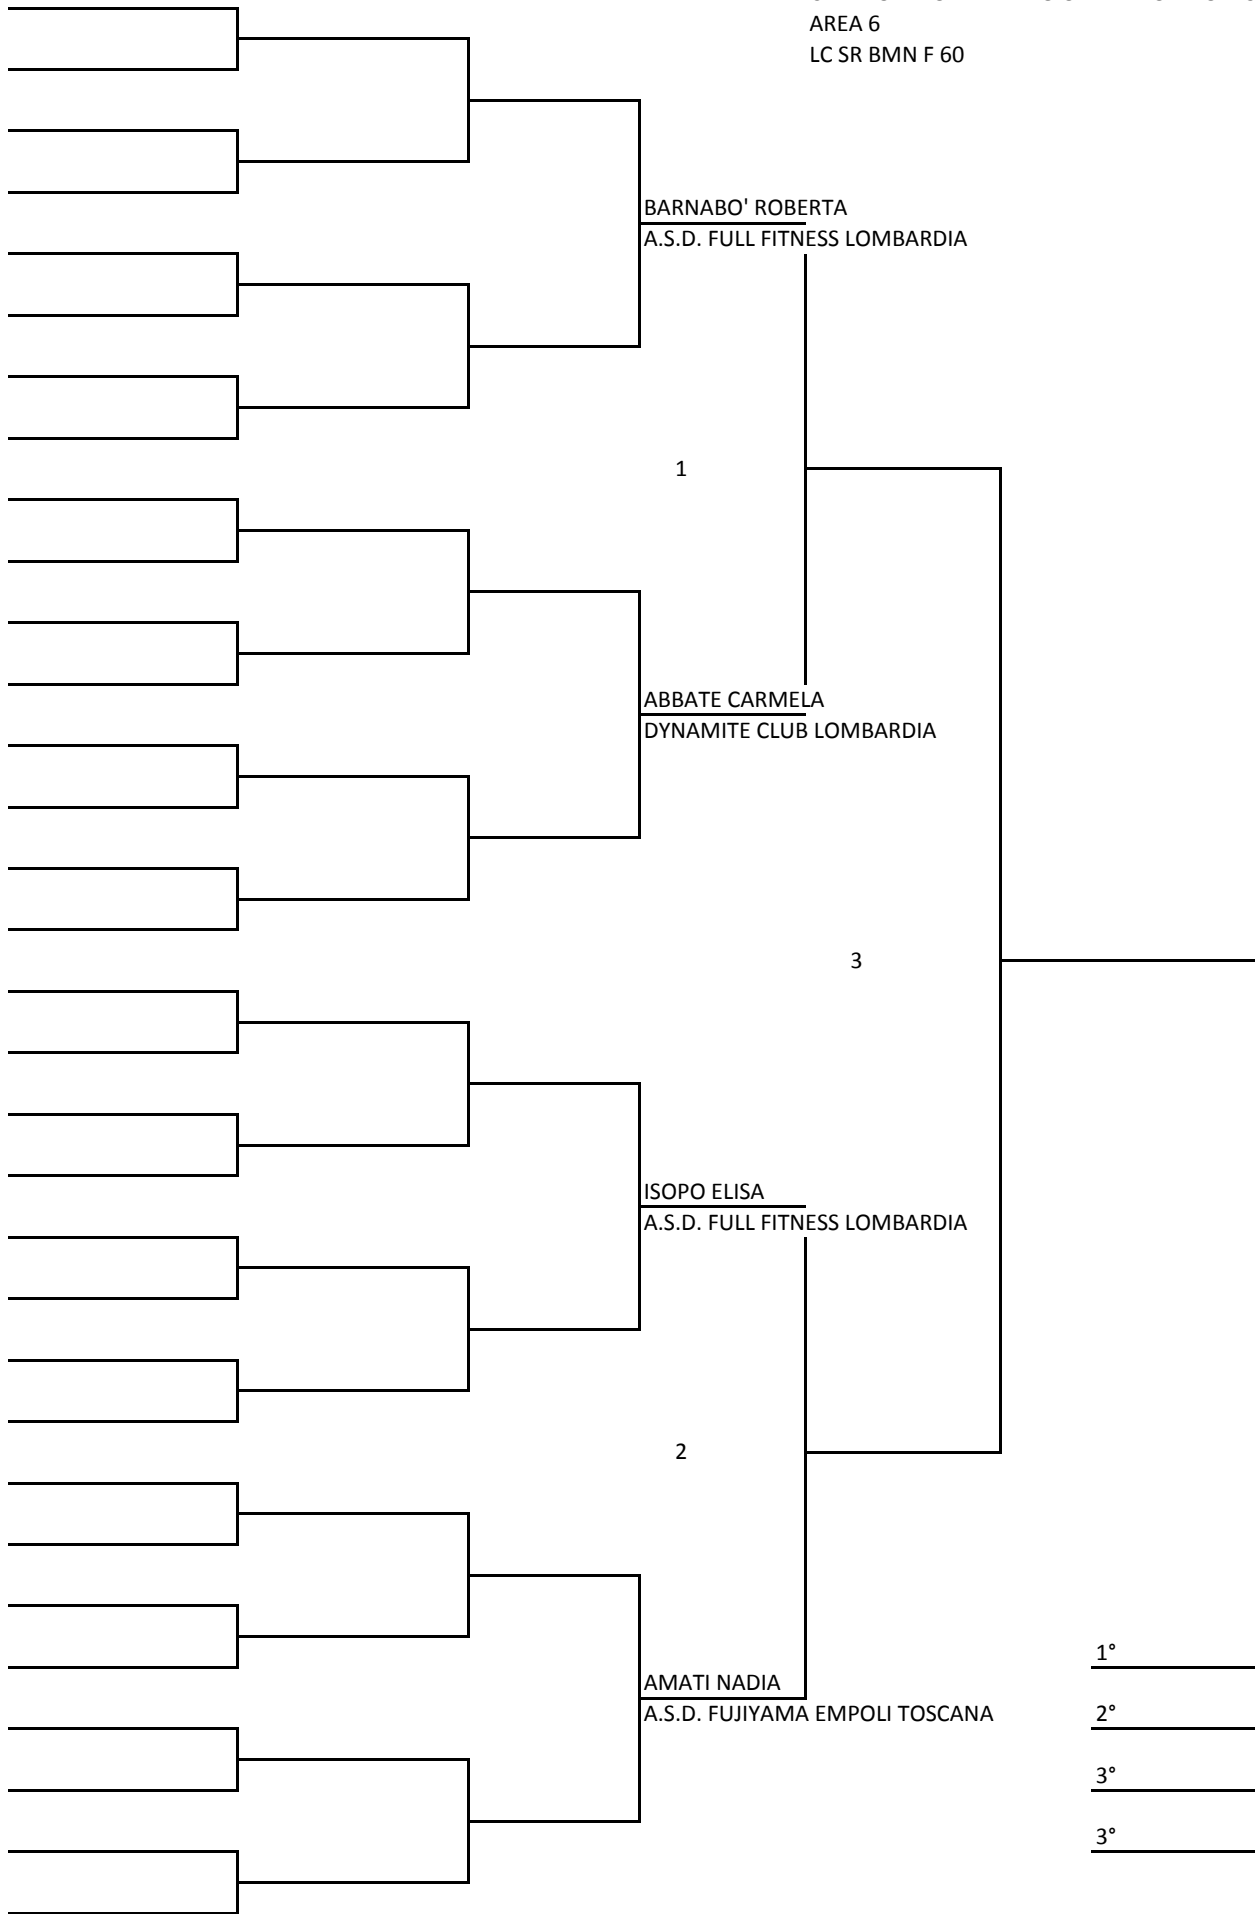 AREA 6
LC SR BMN F 60
BARNABO' ROBERTA
A.S.D. FULL FITNESS LOMBARDIA
1
ABBATE CARMELA
DYNAMITE CLUB LOMBARDIA
3
ISOPO ELISA
A.S.D. FULL FITNESS LOMBARDIA
2
AMATI NADIA
A.S.D. FUJIYAMA EMPOLI TOSCANA
1°
2°
3°
3°